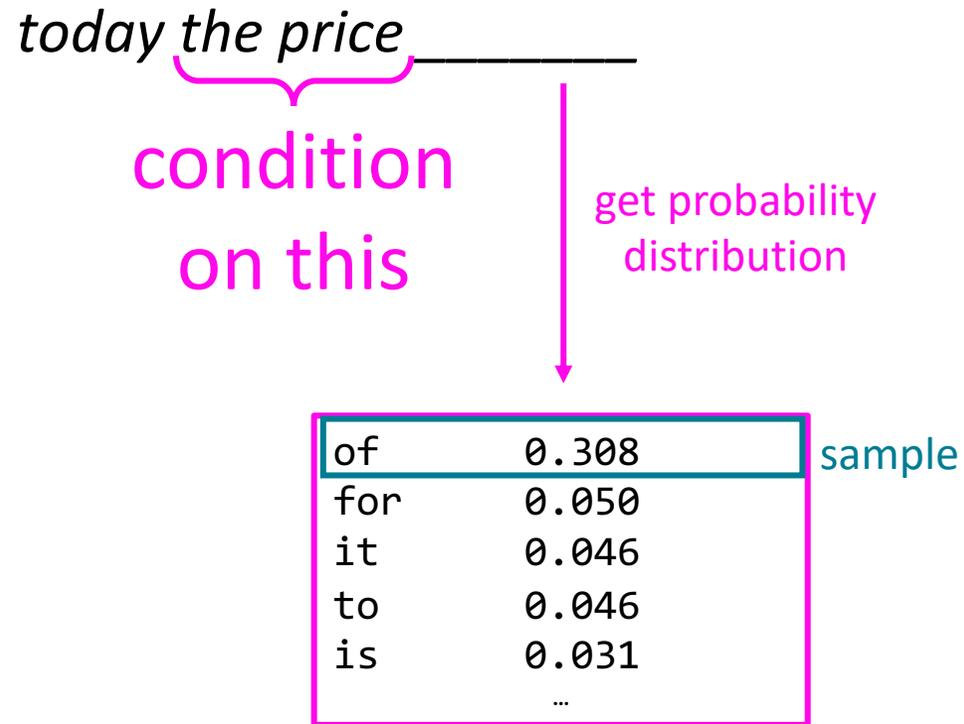 today the price _______
condition
on this
get probability
distribution
of 0.308
sample
for 0.050
it 0.046
to 0.046
is 0.031
…